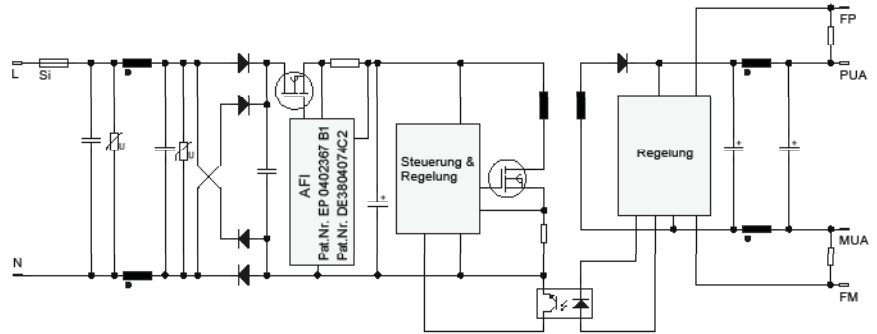 FP
L
Si
PUA
U
U
AFI
Pat.Nr. EP 0402367 B1
Pat.Nr. DE3804074C2
Steuerung &
Regelung
G
Regelung
N
MUA
FM